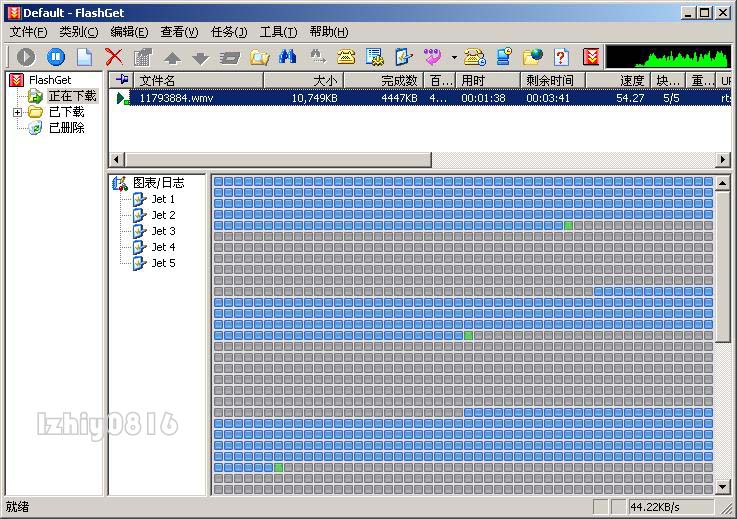 Default - FlashGet
文件(F) 类别(C) 编辑(E) 查看(V) 任务(J) 工具(T) 帮助(H)
FlashGet
正在下载
已下载
已删除
文件名 大小 完成数 百... 用时 剩余时间 速度 块... 重...
11793884.wmv 10,749KB 4447KB 4... 00:01:38 00:03:41 54.27 5/5
图表/日志
Jet 1
Jet 2
Jet 3
Jet 4
Jet 5
lzhiy0816
就绪 44.22KB/s